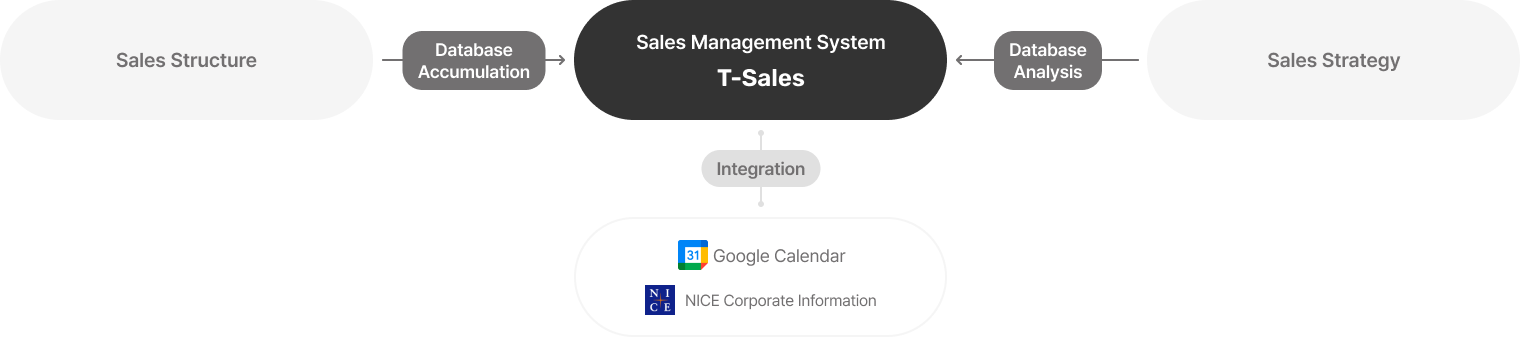 Sales Structure
Database
Accumulation
Sales Management System
T-Sales
Database
Analysis
Sales Strategy
Integration
31
Google Calendar
N I
C E
NICE Corporate Information